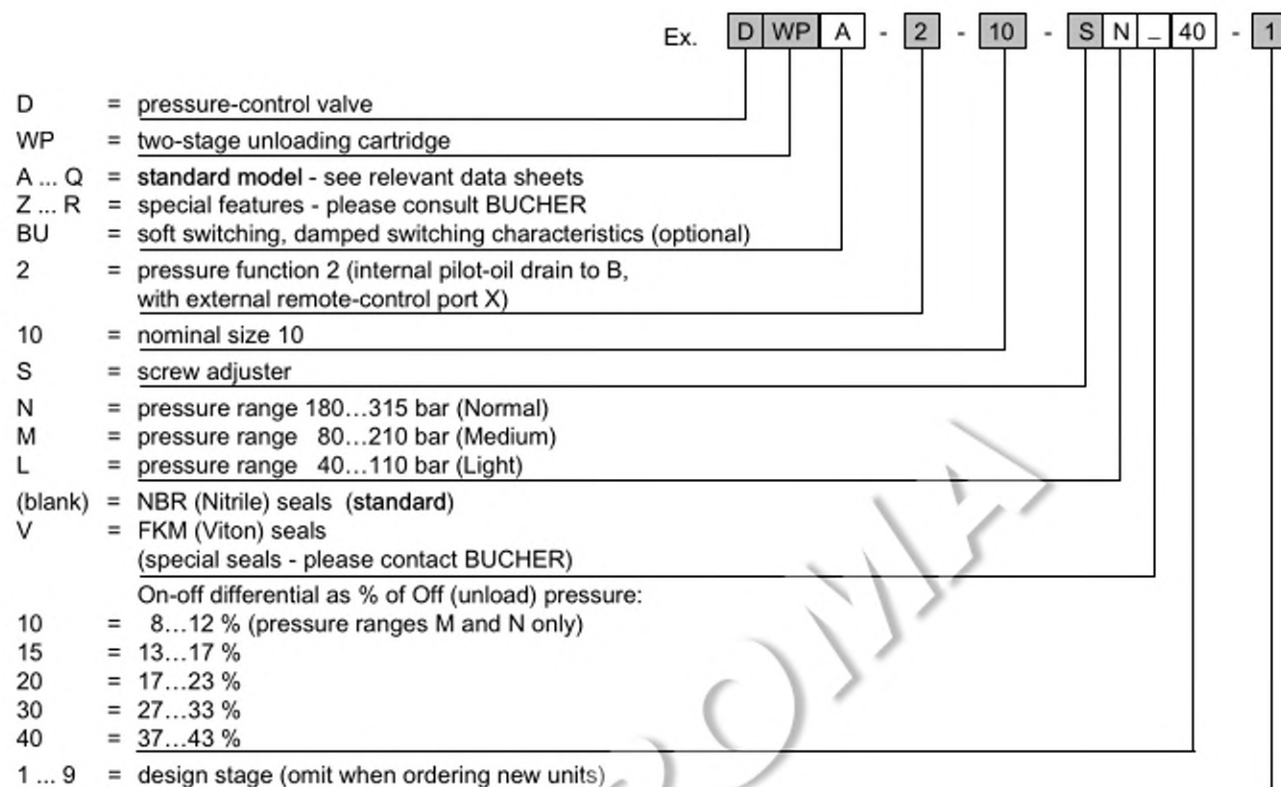 Ex. D WP A - 2 - 10 - S N _ 40 - 1
D = pressure-control valve
WP = two-stage unloading cartridge
A ... Q = standard model - see relevant data sheets
Z ... R = special features - please consult BUCHER
BU = soft switching, damped switching characteristics (optional)
2 = pressure function 2 (internal pilot-oil drain to B,
with external remote-control port X)
10 = nominal size 10
S = screw adjuster
N = pressure range 180...315 bar (Normal)
M = pressure range 80...210 bar (Medium)
L = pressure range 40...110 bar (Light)
(blank) = NBR (Nitrile) seals (standard)
V = FKM (Viton) seals
(special seals - please contact BUCHER)
On-off differential as % of Off (unload) pressure:
10 = 8...12 % (pressure ranges M and N only)
15 = 13...17 %
20 = 17...23 %
30 = 27...33 %
40 = 37...43 %
1 ... 9 = design stage (omit when ordering new units)
OMA